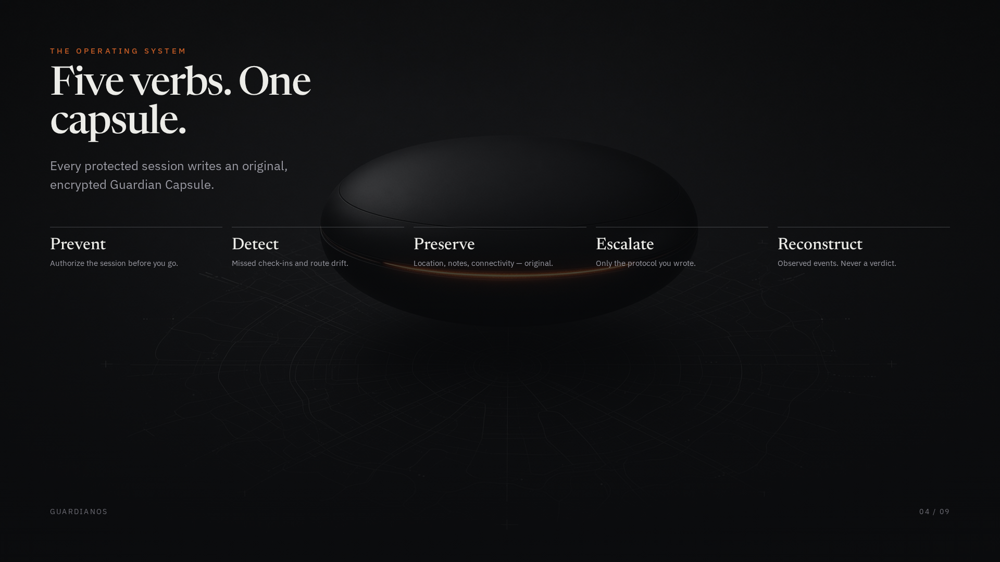 THE OPERATING SYSTEM
Five verbs. One
capsule.
Every protected session writes an original,
encrypted Guardian Capsule.
Prevent
Authorize the session before you go.
Detect
Missed check-ins and route drift.
Preserve
Location, notes, connectivity — original.
Escalate
Only the protocol you wrote.
Reconstruct
Observed events. Never a verdict.
GUARDIANOS
04 / 09